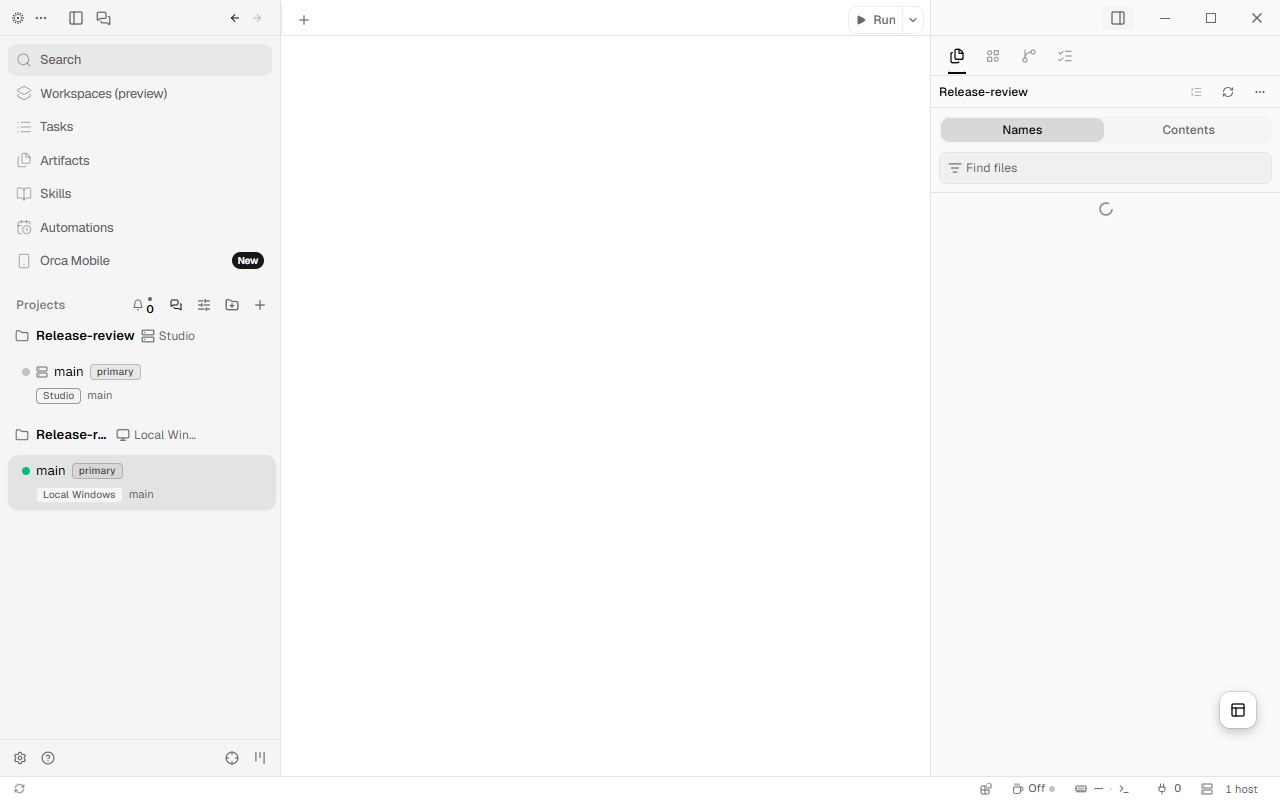 Run
Search
Workspaces (preview)
Tasks
Artifacts
Skills
Automations
Orca Mobile
New
Projects
0
Release-review
Studio
main
primary
Studio
main
Release-r...
Local Win...
main
primary
Local Windows
main
Release-review
Names
Contents
Find files
Off
0
1 host